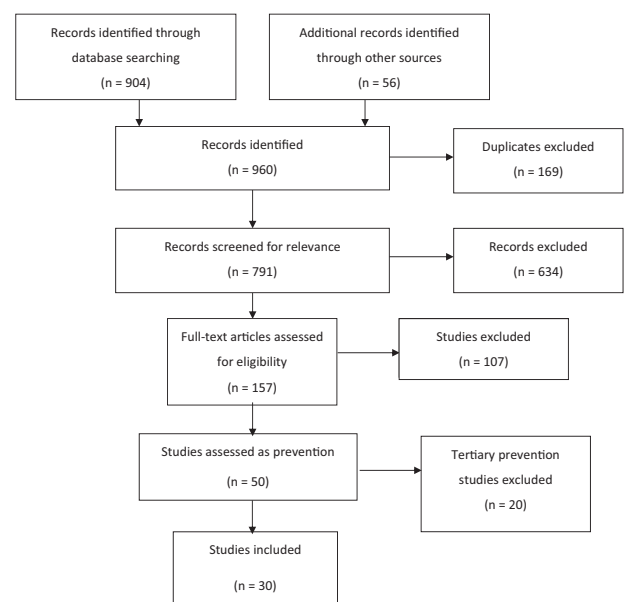 Records identified through
database searching
(n = 904)
Additional records identified
through other sources
(n = 56)
Records identified
(n = 960)
Duplicates excluded
(n = 169)
Records screened for relevance
(n = 791)
Records excluded
(n = 634)
Full-text articles assessed
for eligibility
(n = 157)
Studies excluded
(n = 107)
Studies assessed as prevention
(n = 50)
Tertiary prevention
studies excluded
(n = 20)
Studies included
(n = 30)